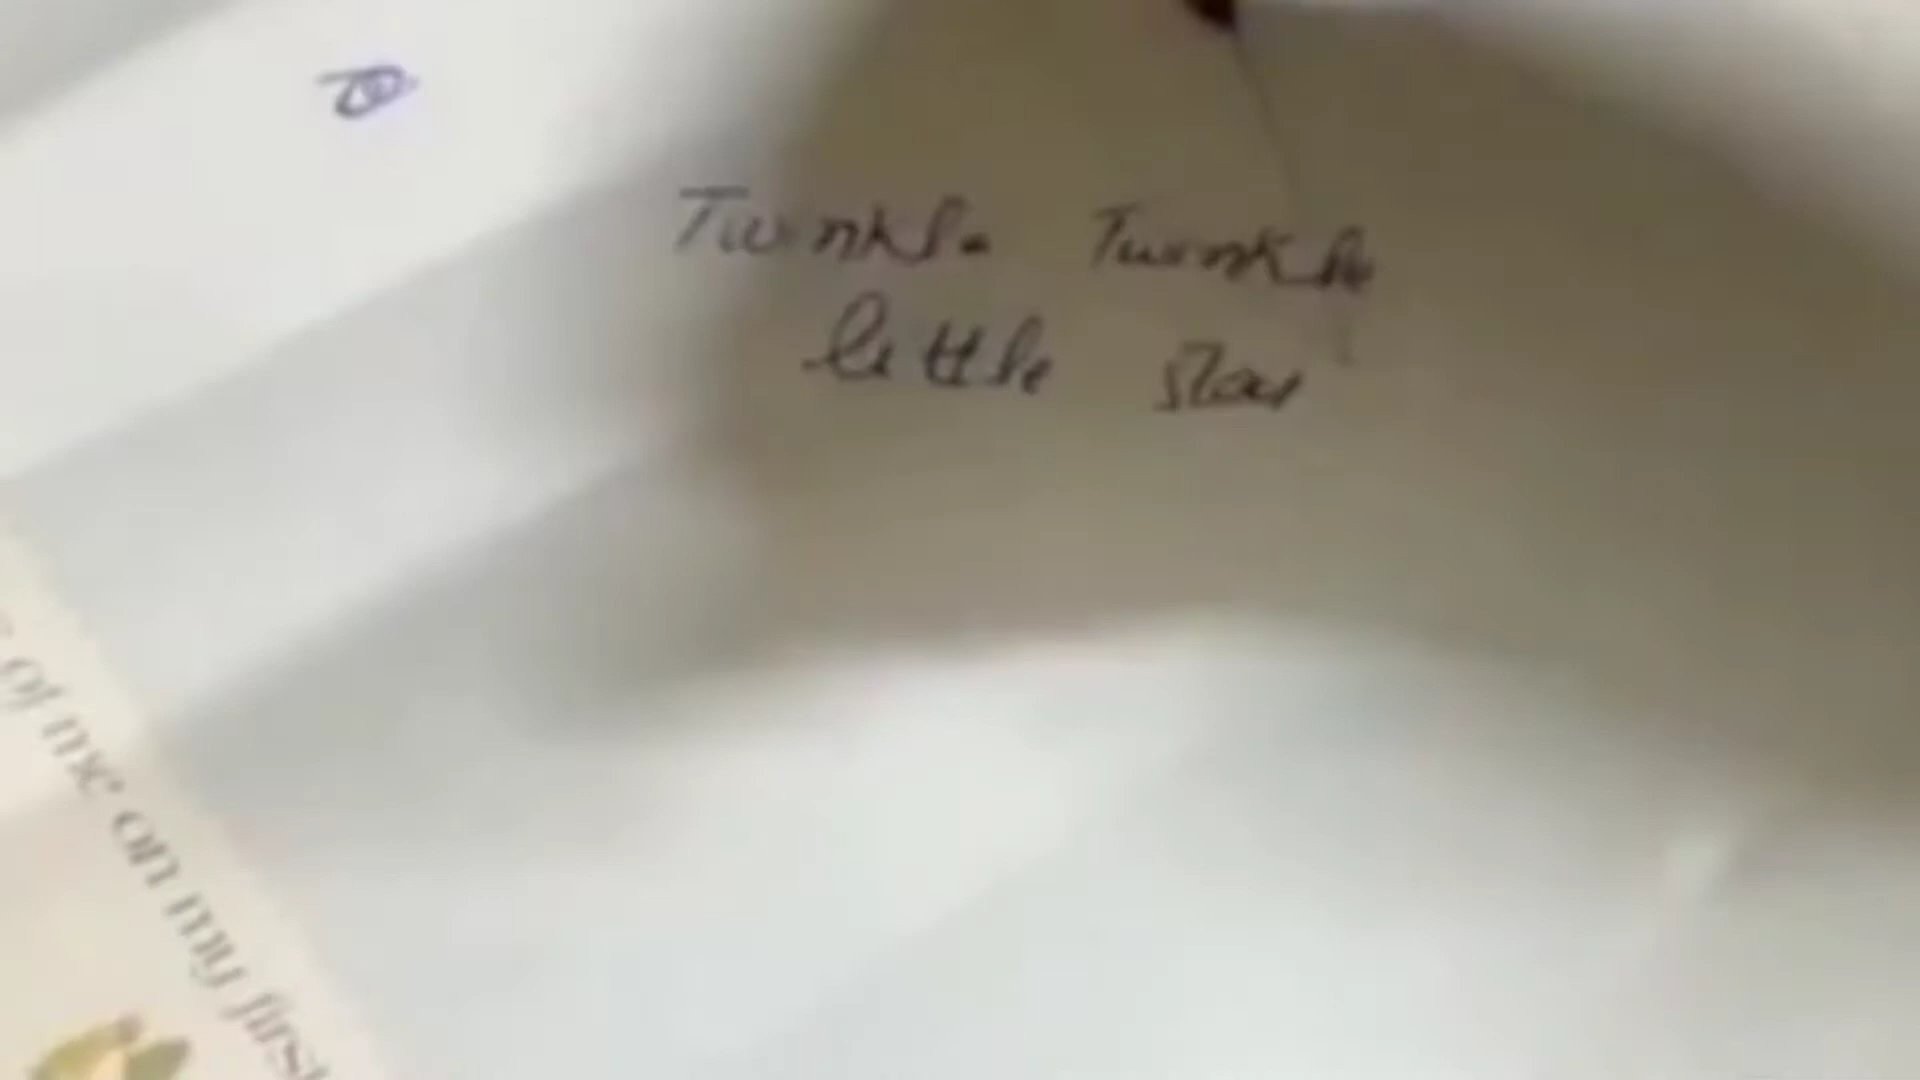 Twinkle Twinkle
little star
of me on my first